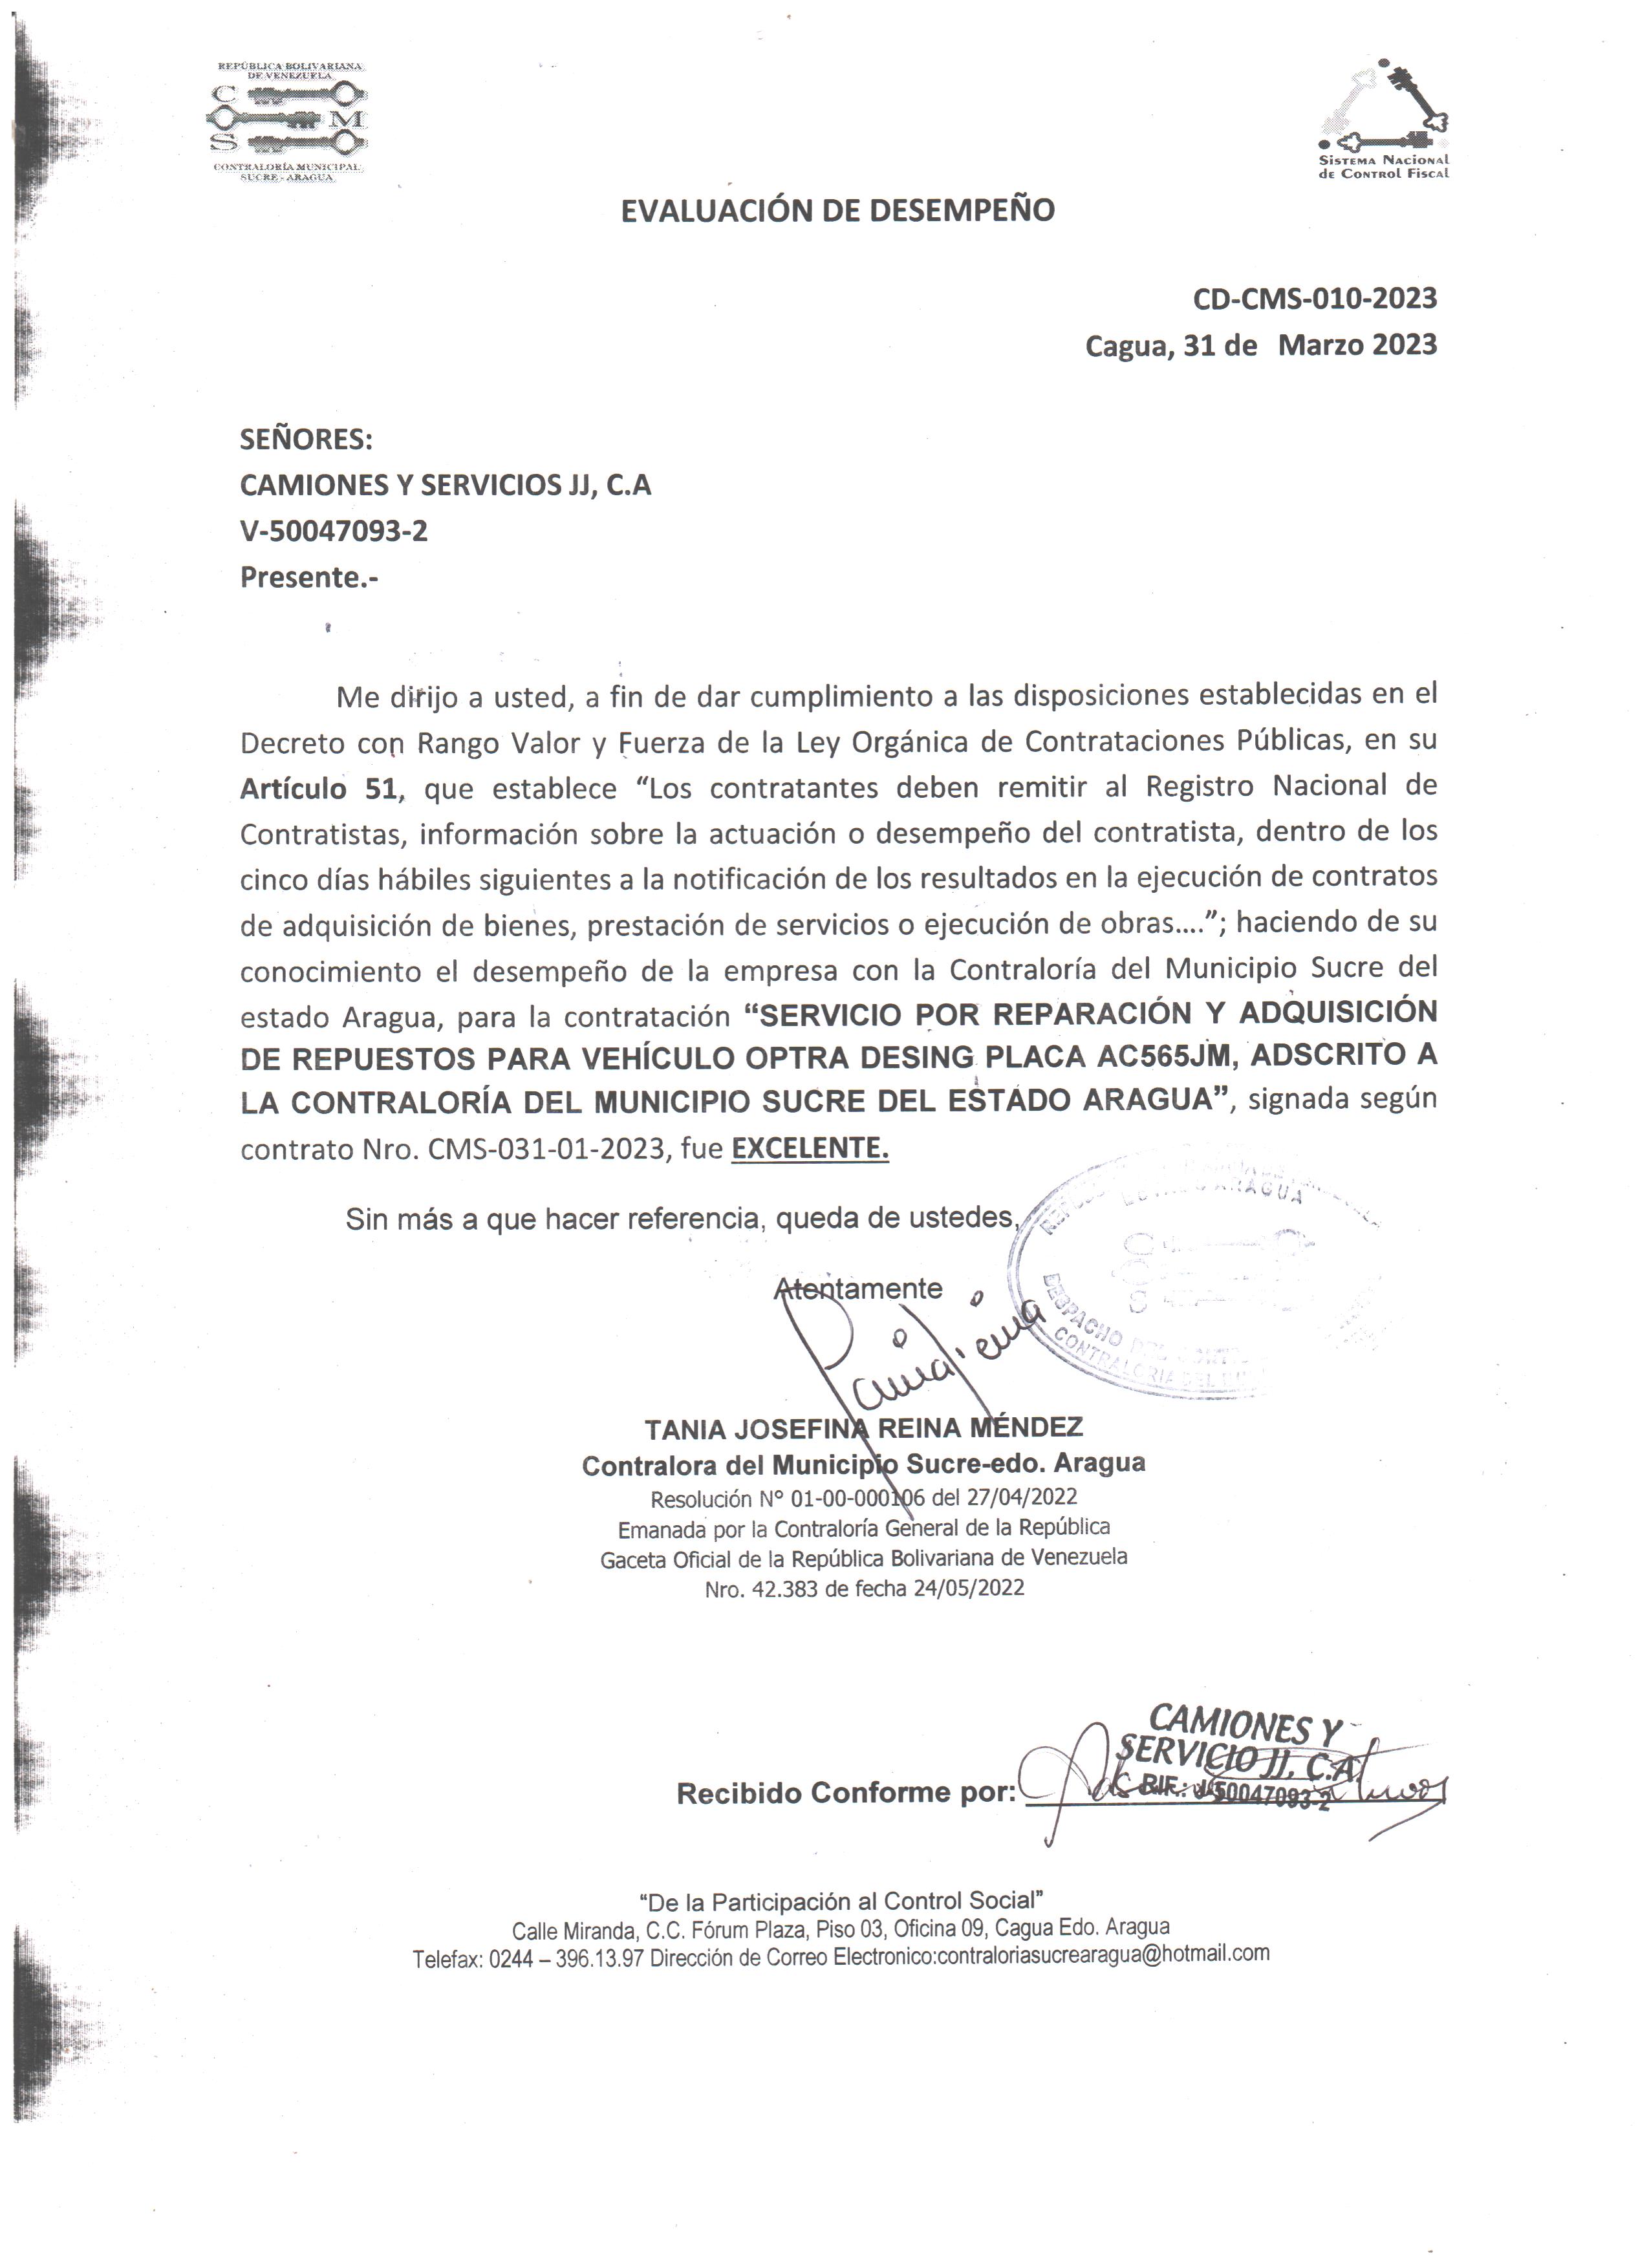 REPÚBLICA BOLIVARIANA
DE VENEZUELA
C
M
S
CONTRALORÍA MUNICIPAL
SUCRE - ARAGUA
SISTEMA NACIONAL
DE CONTROL FISCAL
EVALUACIÓN DE DESEMPEÑO
CD-CMS-010-2023
Cagua, 31 de Marzo 2023
SEÑORES:
CAMIONES Y SERVICIOS JJ, C.A
V-50047093-2
Presente.-
Me dirijo a usted, a fin de dar cumplimiento a las disposiciones establecidas en el
Decreto con Rango Valor y Fuerza de la Ley Orgánica de Contrataciones Públicas, en su
Artículo 51, que establece “Los contratantes deben remitir al Registro Nacional de
Contratistas, información sobre la actuación o desempeño del contratista, dentro de los
cinco días hábiles siguientes a la notificación de los resultados en la ejecución de contratos
de adquisición de bienes, prestación de servicios o ejecución de obras....”; haciendo de su
conocimiento el desempeño de la empresa con la Contraloría del Municipio Sucre del
estado Aragua, para la contratación “SERVICIO POR REPARACIÓN Y ADQUISICIÓN
DE REPUESTOS PARA VEHÍCULO OPTRA DESING PLACA AC565JM, ADSCRITO A
LA CONTRALORÍA DEL MUNICIPIO SUCRE DEL ESTADO ARAGUA”, signada según
contrato Nro. CMS-031-01-2023, fue EXCELENTE.
Sin más a que hacer referencia, queda de ustedes,
ARAGUA
DESPACHO DEL
CONTRALORIA DEL
Atentamente
TANIA JOSEFINA REINA MÉNDEZ
Contralora del Municipio Sucre-edo. Aragua
Resolución N° 01-00-000106 del 27/04/2022
Emanada por la Contraloría General de la República
Gaceta Oficial de la República Bolivariana de Venezuela
Nro. 42.383 de fecha 24/05/2022
CAMIONES Y
SERVICIO JJ, C.A.
RIF.: J-50047093-2
Recibido Conforme por:
“De la Participación al Control Social”
Calle Miranda, C.C. Fórum Plaza, Piso 03, Oficina 09, Cagua Edo. Aragua
Telefax: 0244 – 396.13.97 Dirección de Correo Electronico:contraloriasucrearagua@hotmail.com